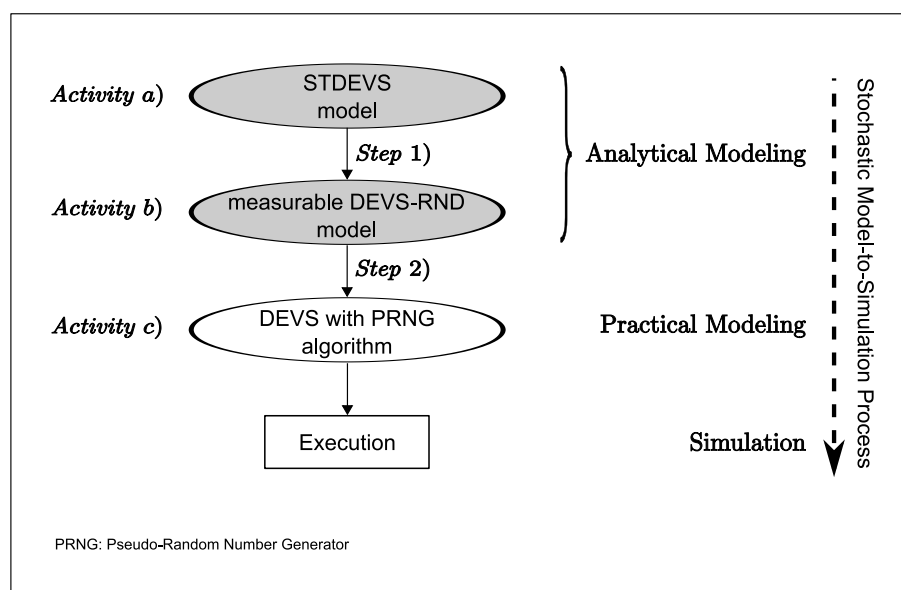 Activity a)
STDEVS
model
Step 1)
Analytical Modeling
Activity b)
measurable DEVS-RND
model
Step 2)
Activity c)
DEVS with PRNG
algorithm
Practical Modeling
Execution
Simulation
Stochastic Model-to-Simulation Process
PRNG: Pseudo-Random Number Generator